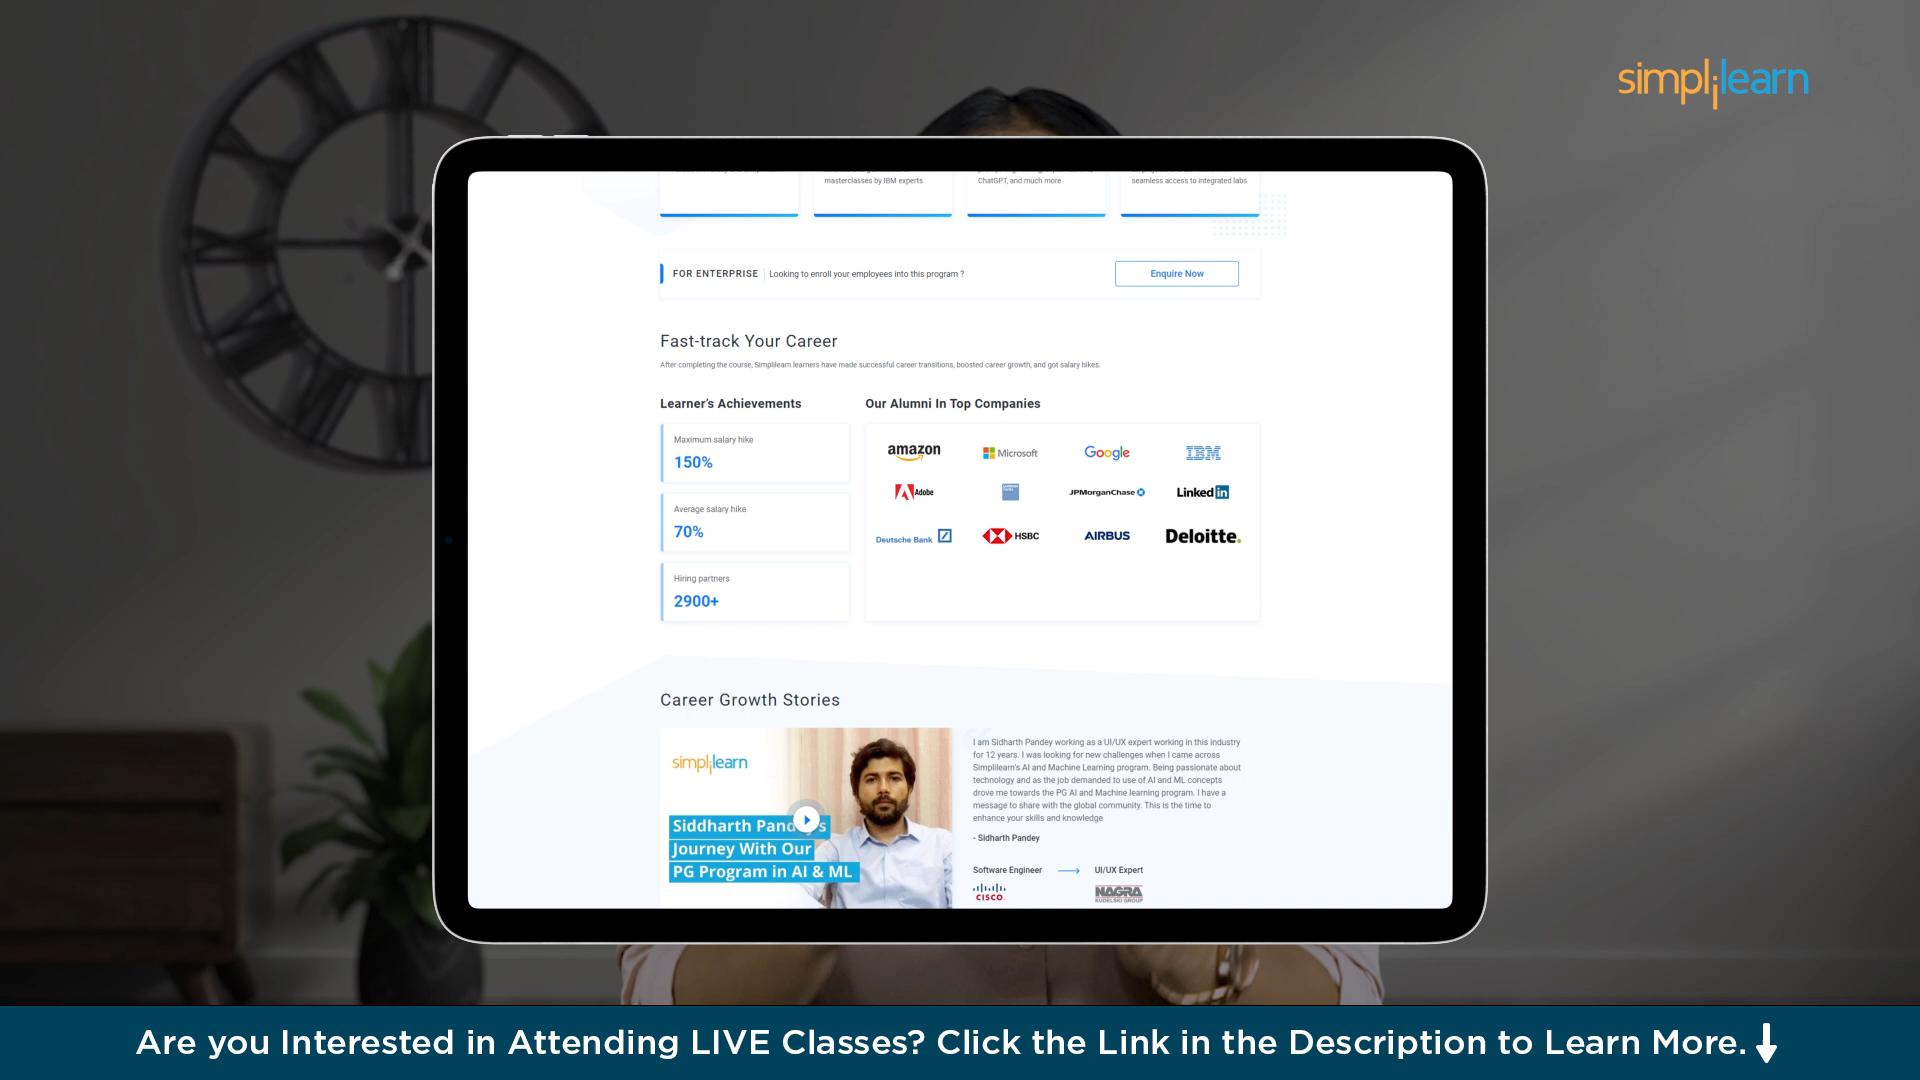 simplilearn
masterclasses by IBM experts
ChatGPT, and much more
seamless access to integrated labs
FOR ENTERPRISE
Looking to enroll your employees into this program ?
Enquire Now
Fast-track Your Career
After completing the course, Simplilearn learners have made successful career transitions, boosted career growth, and got salary hikes.
Learner's Achievements
Our Alumni In Top Companies
Maximum salary hike
150%
Average salary hike
70%
Hiring partners
2900+
amazon
Microsoft
Google
IBM
Adobe
JPMorganChase
Linkedin
Deutsche Bank
HSBC
AIRBUS
Deloitte.
Career Growth Stories
simplilearn
Siddharth Pandey's
Journey With Our
PG Program in AI & ML
I am Sidharth Pandey working as a UI/UX expert working in this industry
for 12 years. I was looking for new challenges when I came across
Simplilearn's AI and Machine Learning program. Being passionate about
technology and as the job demanded to use of AI and ML concepts
drove me towards the PG AI and Machine learning program. I have a
message to share with the global community. This is the time to
enhance your skills and knowledge
- Sidharth Pandey
Software Engineer
UI/UX Expert
CISCO
NAGRA
KUDELSKI GROUP
Are you Interested in Attending LIVE Classes? Click the Link in the Description to Learn More.